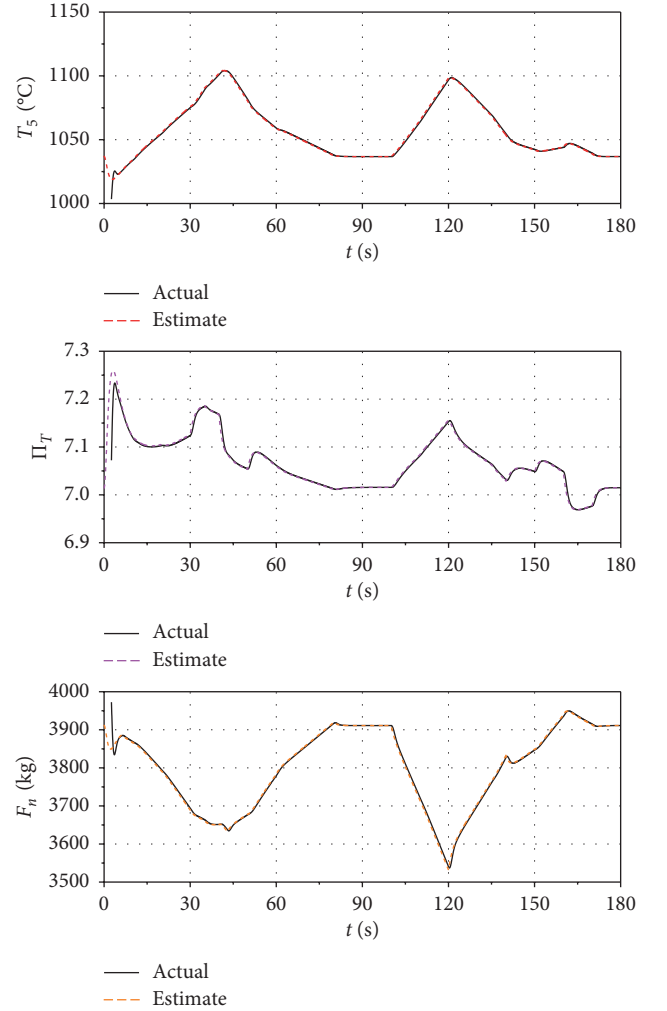 1150
1100
1050
1000
T5 (°C)
0 30 60 90 120 150 180
t (s)
Actual
Estimate
7.3
7.2
7.1
7.0
6.9
ΠT
0 30 60 90 120 150 180
t (s)
Actual
Estimate
4000
3900
3800
3700
3600
3500
Fn (kg)
0 30 60 90 120 150 180
t (s)
Actual
Estimate